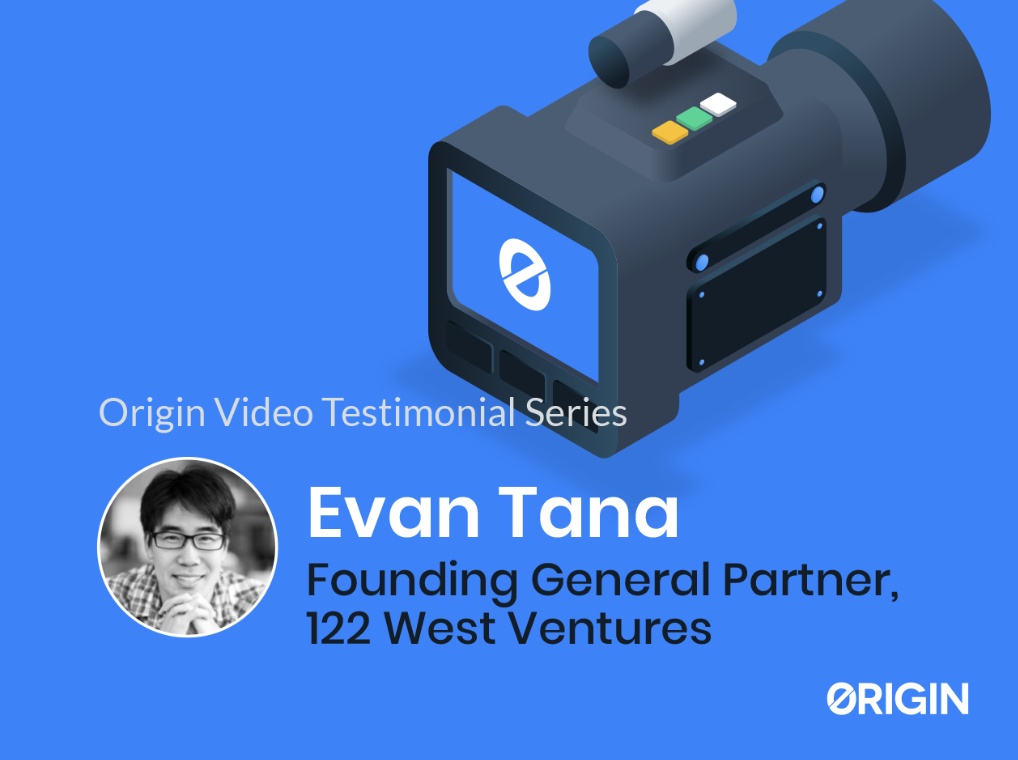 Origin Video Testimonial Series
Evan Tana
Founding General Partner,
122 West Ventures
ORIGIN